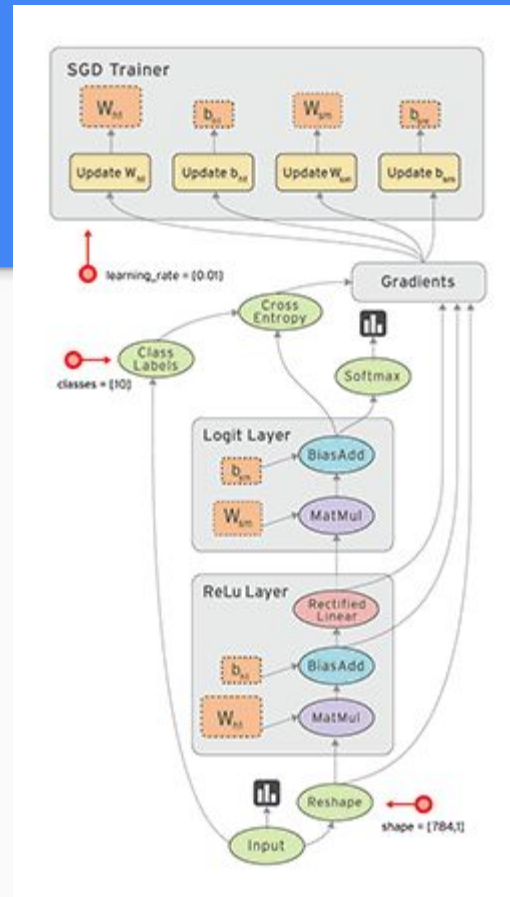 SGD Trainer
W
b
W
b
Update W
Update b
Update W
Update b
learning_rate = [0.01]
Gradients
Cross
Entropy
Class
Labels
classes = [10]
Softmax
Logit Layer
BiasAdd
b
W
MatMul
ReLu Layer
Rectified
Linear
BiasAdd
b
W
MatMul
Reshape
shape = [784,1]
Input